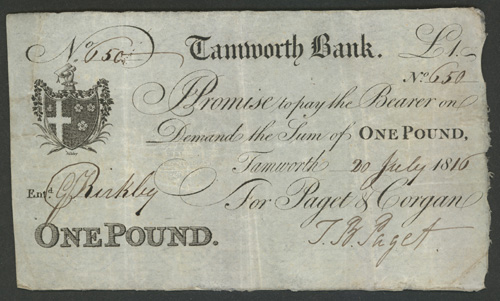 No. 650 Tamworth Bank. £1.-
No. 650
I Promise to pay the Bearer on
Demand the Sum of ONE POUND,
Tamworth 20 July 1816
Entd. G Kirkby For Paget & Corgan
ONE POUND. T. B. Paget.